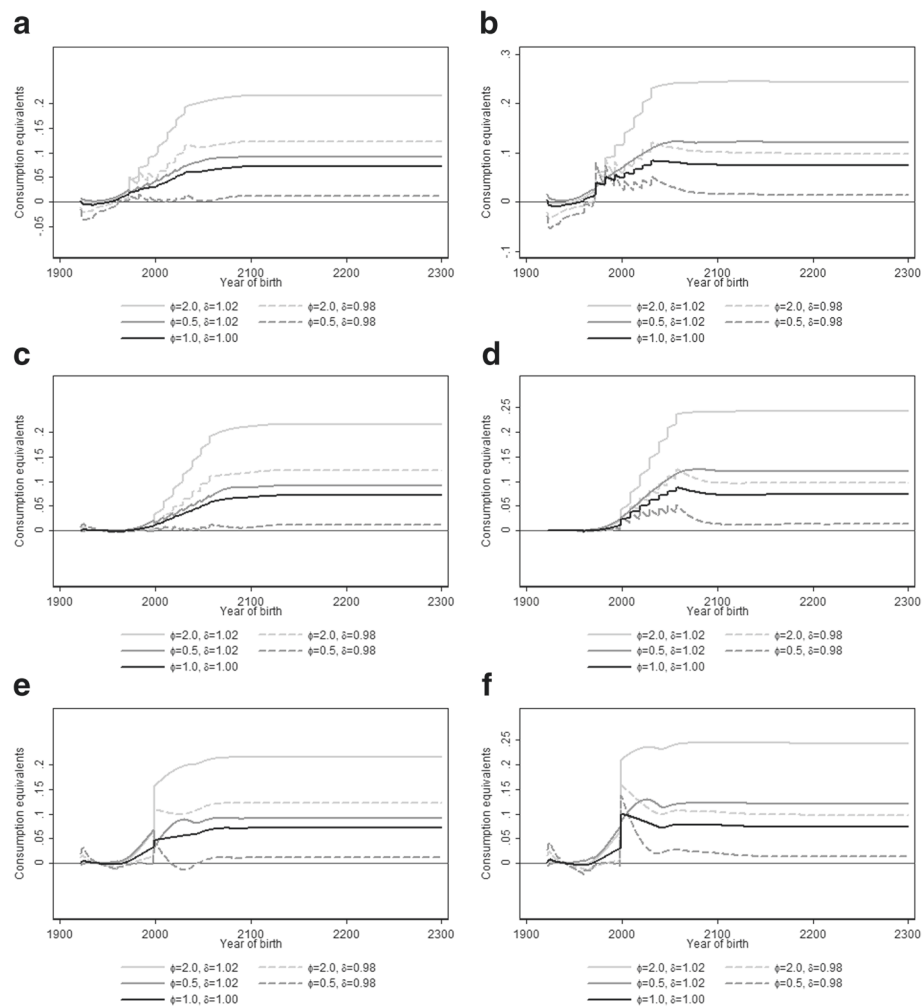 a
Consumption equivalents
.2
.15
.1
.05
0
-.05
1900 2000 2100 2200 2300
Year of birth
ϕ=2.0, δ=1.02 ϕ=2.0, δ=0.98
ϕ=0.5, δ=1.02 ϕ=0.5, δ=0.98
ϕ=1.0, δ=1.00
b
Consumption equivalents
.3
.2
.1
0
-.1
1900 2000 2100 2200 2300
Year of birth
ϕ=2.0, δ=1.02 ϕ=2.0, δ=0.98
ϕ=0.5, δ=1.02 ϕ=0.5, δ=0.98
ϕ=1.0, δ=1.00
c
Consumption equivalents
.2
.15
.1
.05
0
1900 2000 2100 2200 2300
Year of birth
ϕ=2.0, δ=1.02 ϕ=2.0, δ=0.98
ϕ=0.5, δ=1.02 ϕ=0.5, δ=0.98
ϕ=1.0, δ=1.00
d
Consumption equivalents
.25
.2
.15
.1
.05
0
1900 2000 2100 2200 2300
Year of birth
ϕ=2.0, δ=1.02 ϕ=2.0, δ=0.98
ϕ=0.5, δ=1.02 ϕ=0.5, δ=0.98
ϕ=1.0, δ=1.00
e
Consumption equivalents
.2
.15
.1
.05
0
1900 2000 2100 2200 2300
Year of birth
ϕ=2.0, δ=1.02 ϕ=2.0, δ=0.98
ϕ=0.5, δ=1.02 ϕ=0.5, δ=0.98
ϕ=1.0, δ=1.00
f
Consumption equivalents
.25
.2
.15
.1
.05
0
1900 2000 2100 2200 2300
Year of birth
ϕ=2.0, δ=1.02 ϕ=2.0, δ=0.98
ϕ=0.5, δ=1.02 ϕ=0.5, δ=0.98
ϕ=1.0, δ=1.00